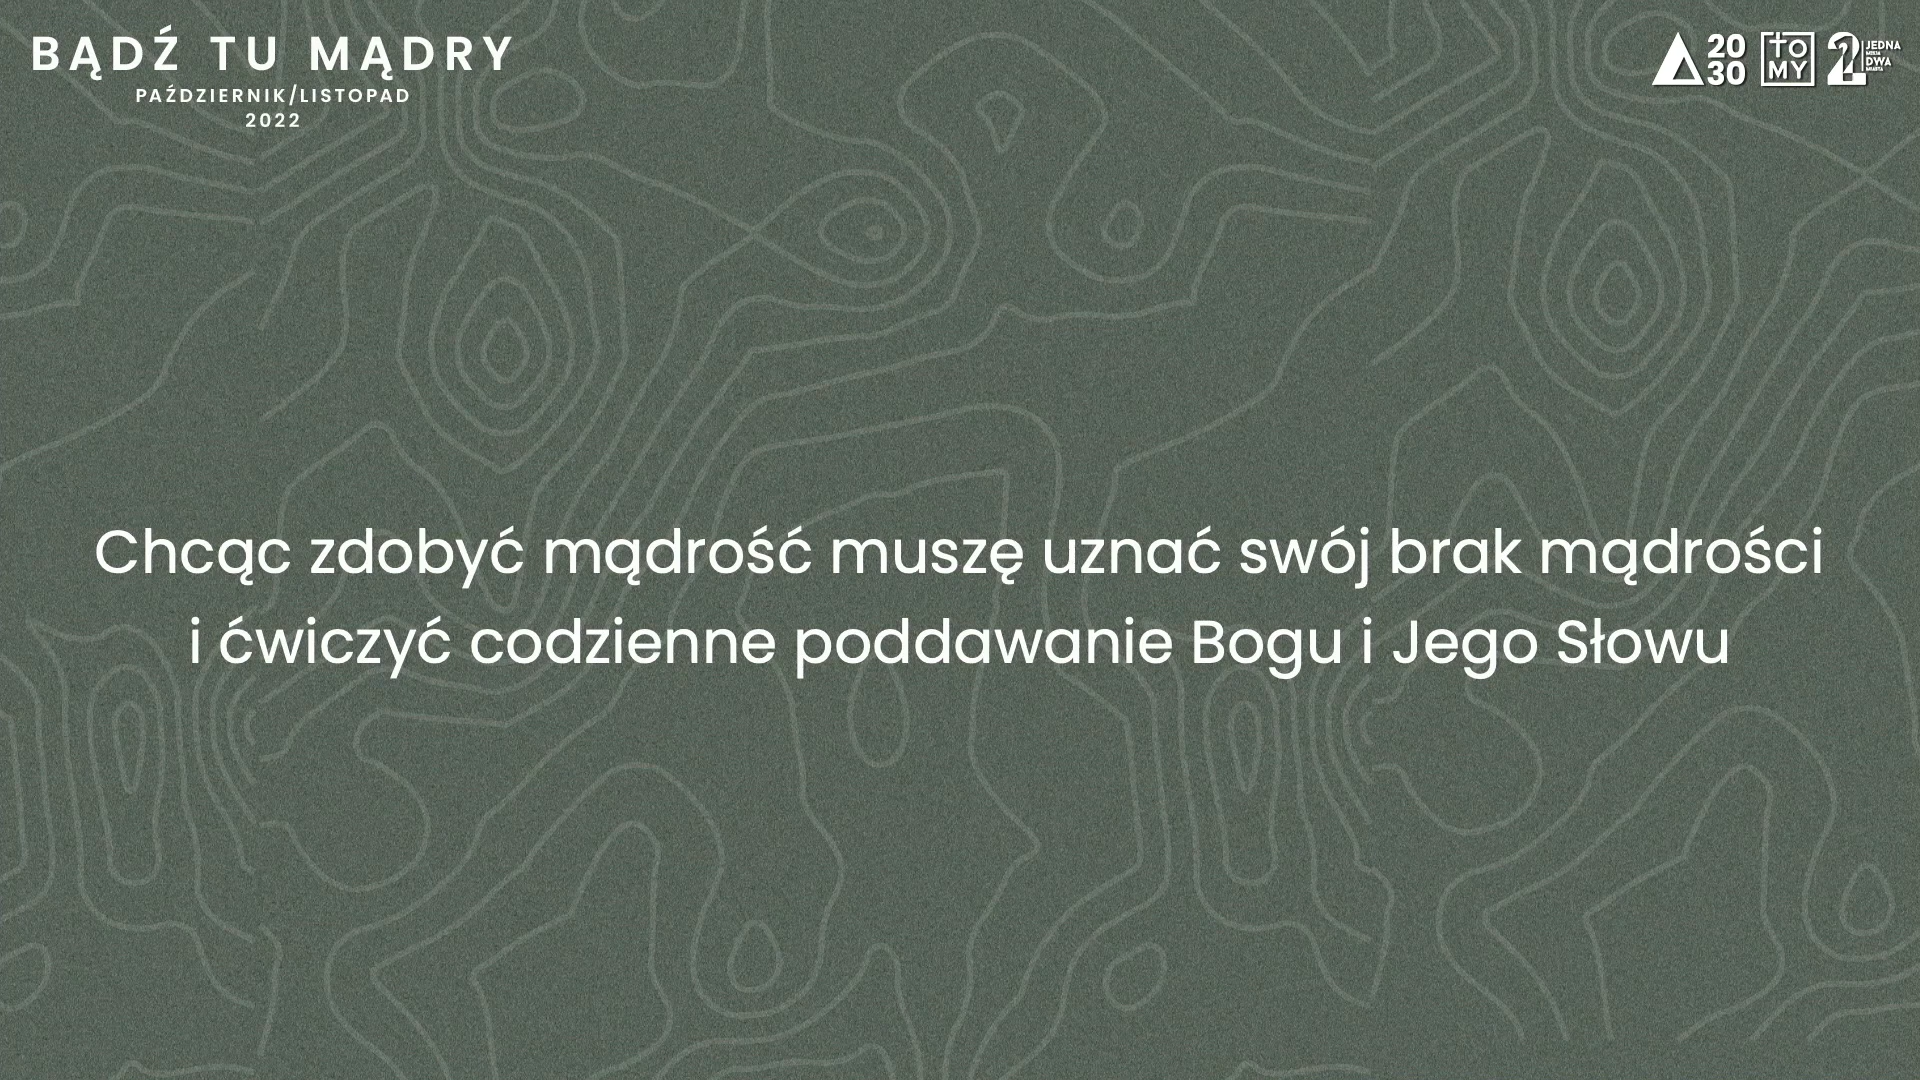 BĄDŹ TU MĄDRY
PAŹDZIERNIK/LISTOPAD
2022
20
30
TO
MY
2
JEDNA
DWA
Chcąc zdobyć mądrość muszę uznać swój brak mądrości
i ćwiczyć codzienne poddawanie Bogu i Jego Słowu